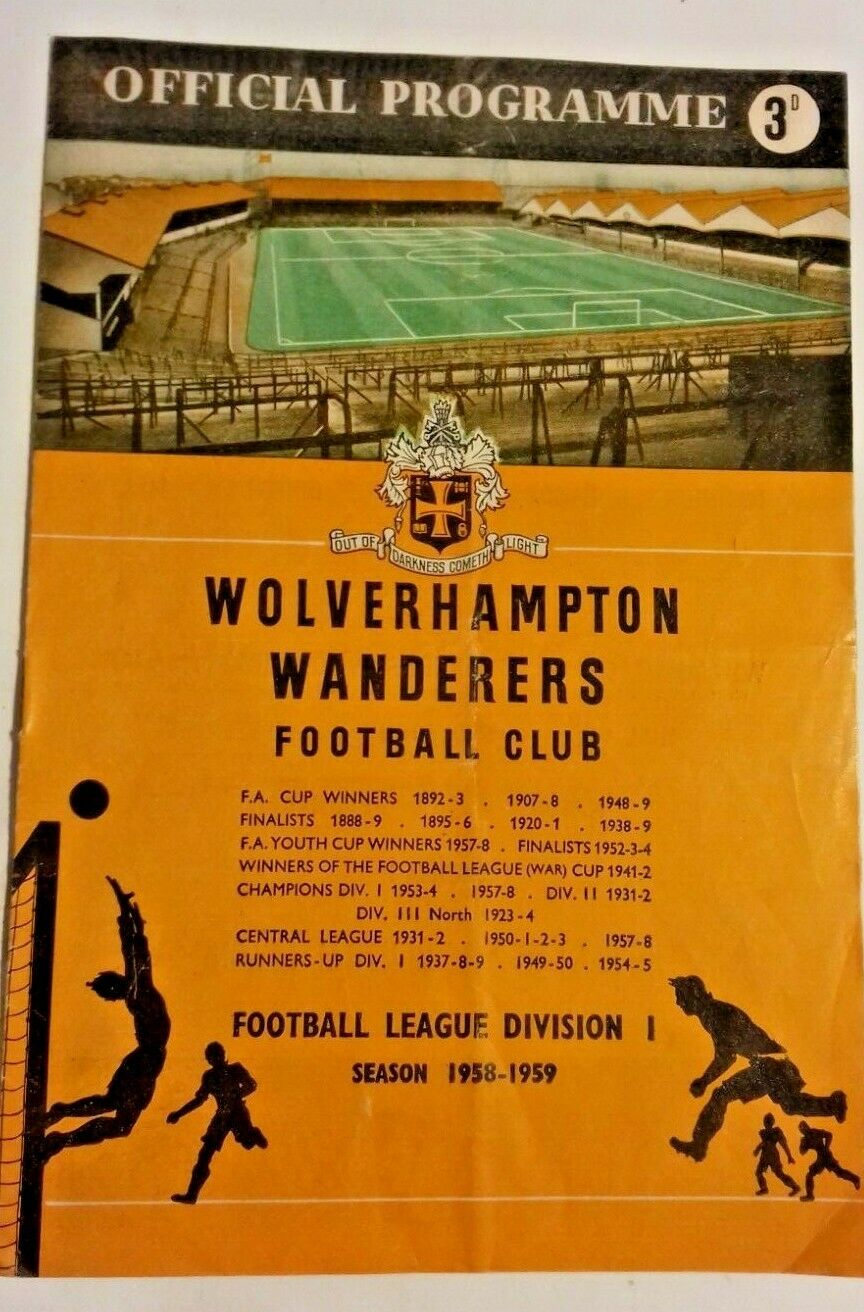 OFFICIAL PROGRAMME 3D
OUT OF DARKNESS COMETH LIGHT
WOLVERHAMPTON
WANDERERS
FOOTBALL CLUB
F.A. CUP WINNERS 1892-3 . 1907-8 . 1948-9
FINALISTS 1888-9 . 1895-6 . 1920-1 . 1938-9
F.A. YOUTH CUP WINNERS 1957-8 . FINALISTS 1952-3-4
WINNERS OF THE FOOTBALL LEAGUE (WAR) CUP 1941-2
CHAMPIONS DIV. I 1953-4 . 1957-8 . DIV. II 1931-2
DIV. III North 1923-4
CENTRAL LEAGUE 1931-2 . 1950-1-2-3 . 1957-8
RUNNERS-UP DIV. I 1937-8-9 . 1949-50 . 1954-5
FOOTBALL LEAGUE DIVISION I
SEASON 1958-1959